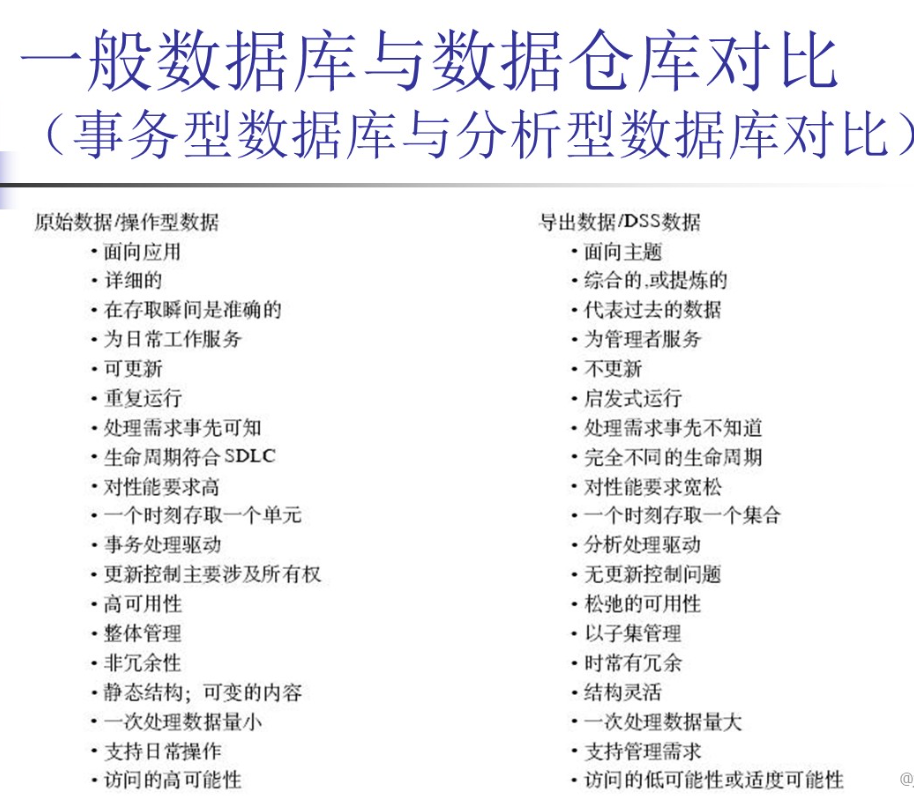 一般数据库与数据仓库对比
（事务型数据库与分析型数据库对比）
原始数据/操作型数据
•面向应用
•详细的
•在存取瞬间是准确的
•为日常工作服务
•可更新
•重复运行
•处理需求事先可知
•生命周期符合SDLC
•对性能要求高
•一个时刻存取一个单元
•事务处理驱动
•更新控制主要涉及所有权
•高可用性
•整体管理
•非冗余性
•静态结构；可变的内容
•一次处理数据量小
•支持日常操作
•访问的高可能性
导出数据/DSS数据
•面向主题
•综合的,或提炼的
•代表过去的数据
•为管理者服务
•不更新
•启发式运行
•处理需求事先不知道
•完全不同的生命周期
•对性能要求宽松
•一个时刻存取一个集合
•分析处理驱动
•无更新控制问题
•松弛的可用性
•以子集管理
•时常有冗余
•结构灵活
•一次处理数据量大
•支持管理需求
•访问的低可能性或适度可能性